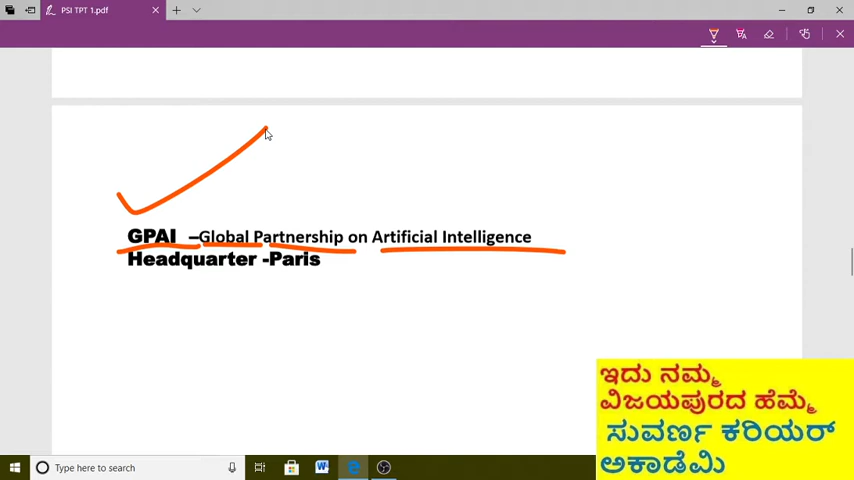 PSI TPT 1.pdf
GPAI –Global Partnership on Artificial Intelligence
Headquarter -Paris
ಇದು ನಮ್ಮ
ವಿಜಯಪುರದ ಹೆಮ್ಮೆ
ಸುವರ್ಣ ಕರಿಯರ್
ಅಕಾಡೆಮಿ
Type here to search